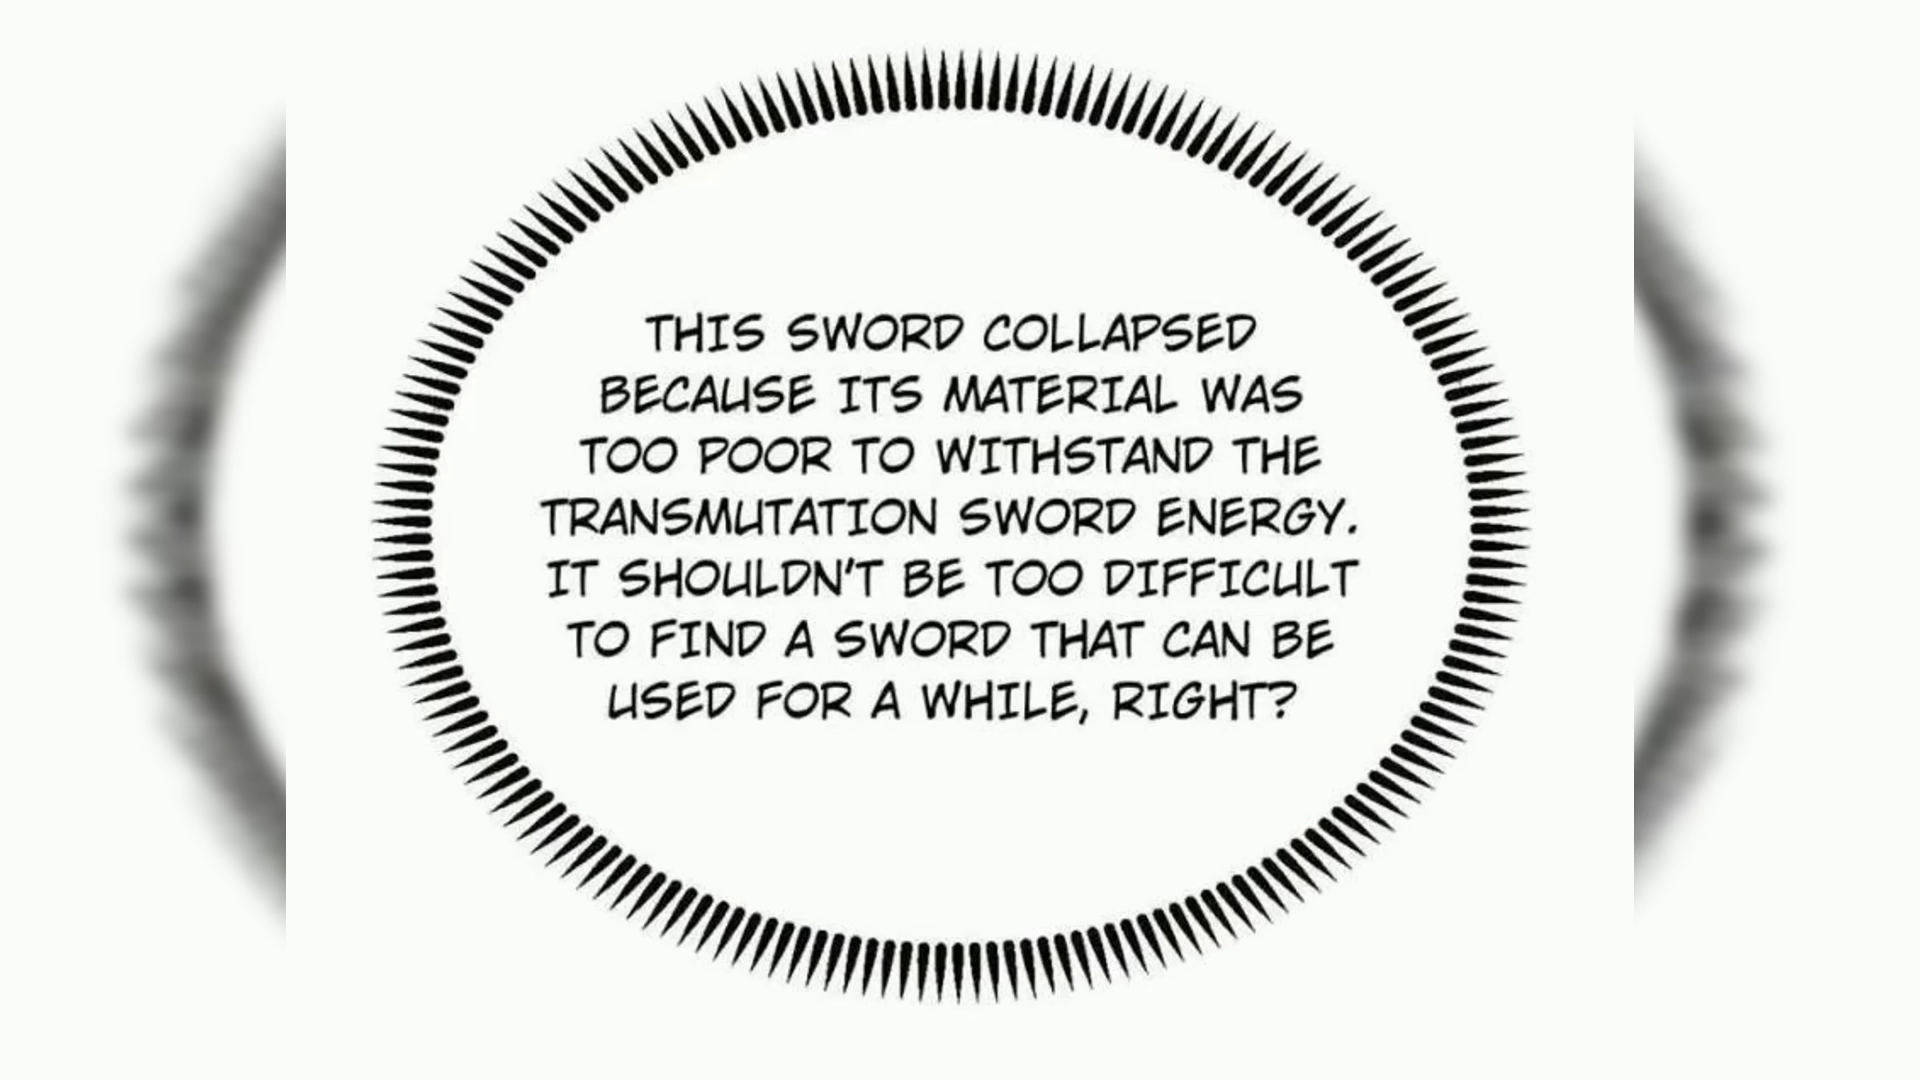 THIS SWORD COLLAPSED
BECAUSE ITS MATERIAL WAS
TOO POOR TO WITHSTAND THE
TRANSMUTATION SWORD ENERGY.
IT SHOULDN'T BE TOO DIFFICULT
TO FIND A SWORD THAT CAN BE
USED FOR A WHILE, RIGHT?